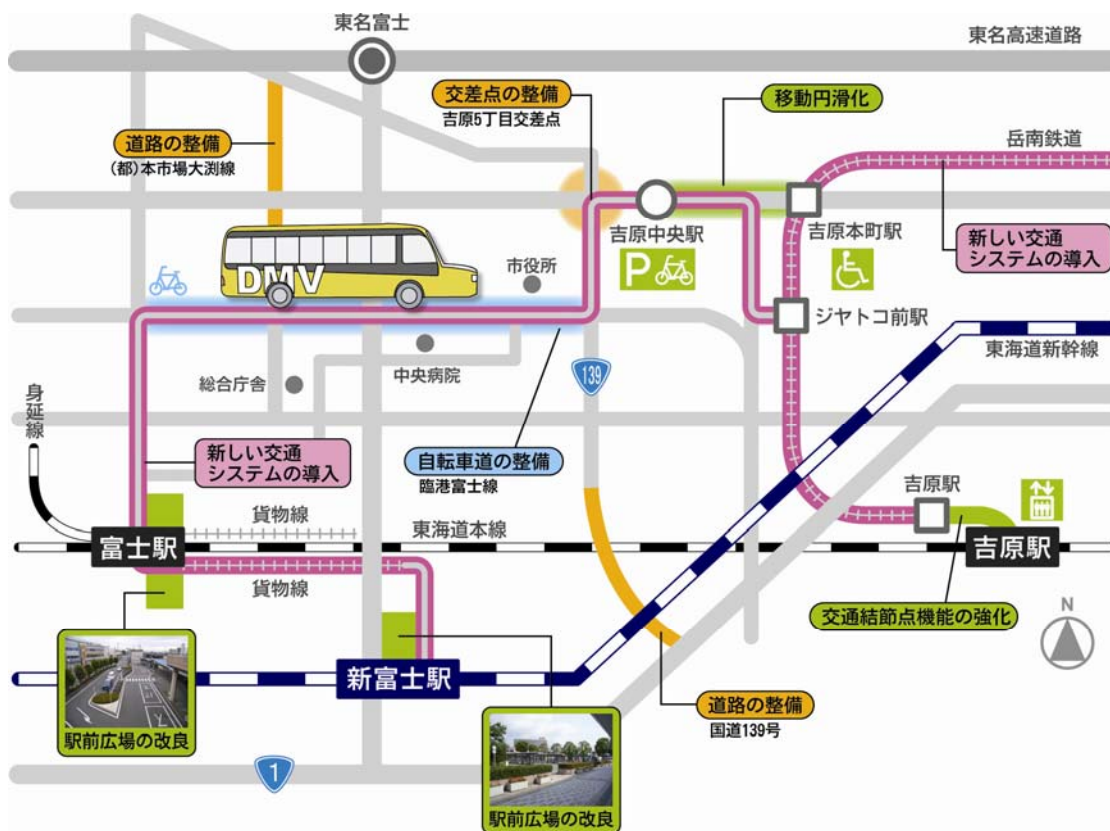 東名富士
東名高速道路
交差点の整備
吉原5丁目交差点
移動円滑化
道路の整備
(都)本市場大渕線
岳南鉄道
吉原中央駅
吉原本町駅
新しい交通
システムの導入
P
DMV
市役所
ジヤトコ前駅
東海道新幹線
中央病院
139
総合庁舎
身延線
新しい交通
システムの導入
自転車道の整備
臨港富士線
吉原駅
貨物線
東海道本線
富士駅
吉原駅
貨物線
交通結節点機能の強化
N
新富士駅
道路の整備
国道139号
駅前広場の改良
1
駅前広場の改良